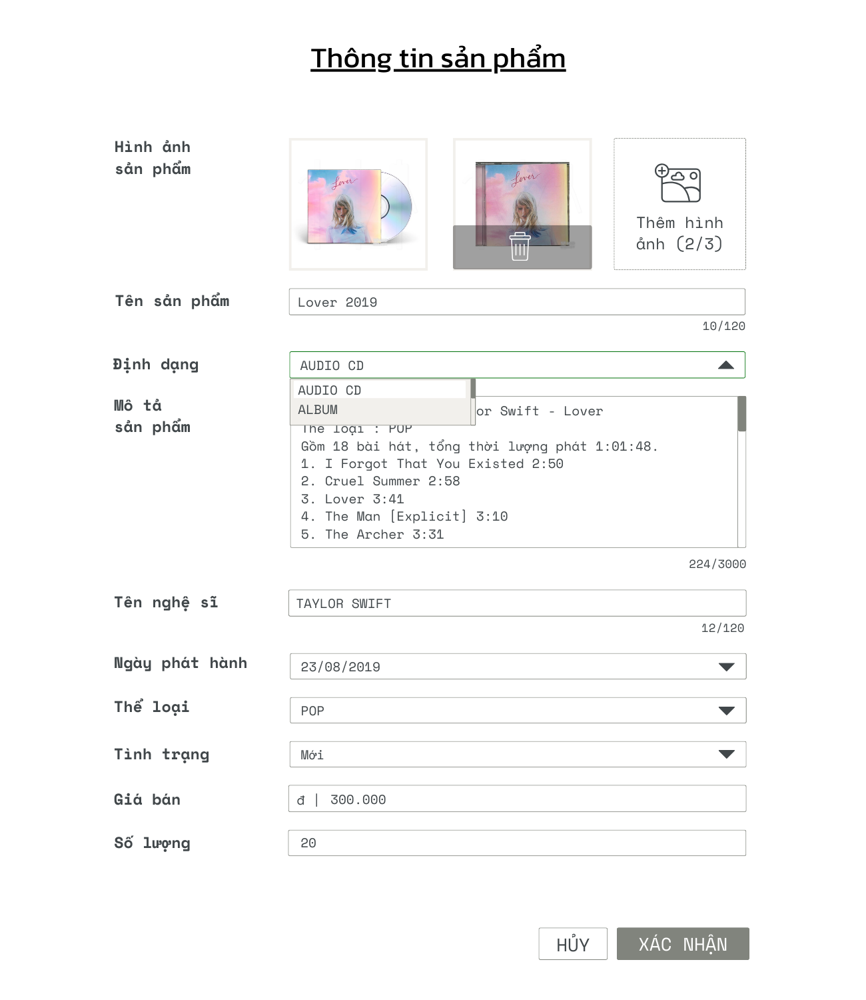 Thông tin sản phẩm
Hình ảnh
sản phẩm
Lover
Lover
Thêm hình
ảnh (2/3)
Tên sản phẩm
Lover 2019
10/120
Định dạng
AUDIO CD
AUDIO CD
ALBUM
Mô tả
sản phẩm
or Swift - Lover
Thể loại : POP
Gồm 18 bài hát, tổng thời lượng phát 1:01:48.
1. I Forgot That You Existed 2:50
2. Cruel Summer 2:58
3. Lover 3:41
4. The Man [Explicit] 3:10
5. The Archer 3:31
224/3000
Tên nghệ sĩ
TAYLOR SWIFT
12/120
Ngày phát hành
23/08/2019
Thể loại
POP
Tình trạng
Mới
Giá bán
đ | 300.000
Số lượng
20
HỦY
XÁC NHẬN